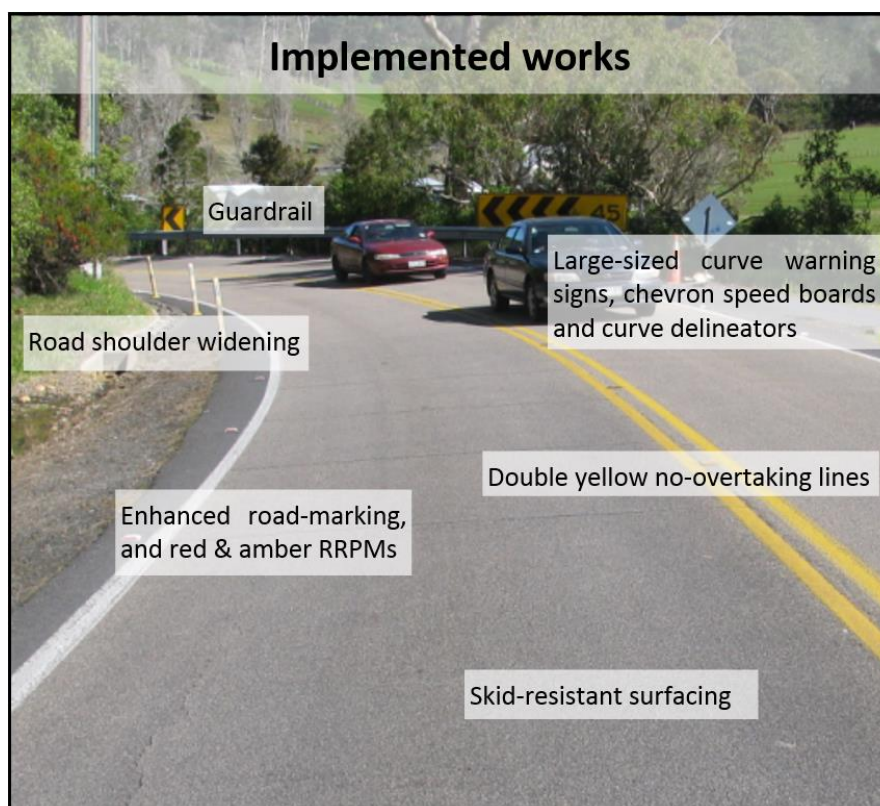 Implemented works
Guardrail
45
Large-sized curve warning
signs, chevron speed boards
and curve delineators
Road shoulder widening
Double yellow no-overtaking lines
Enhanced road-marking,
and red & amber RRPMs
Skid-resistant surfacing